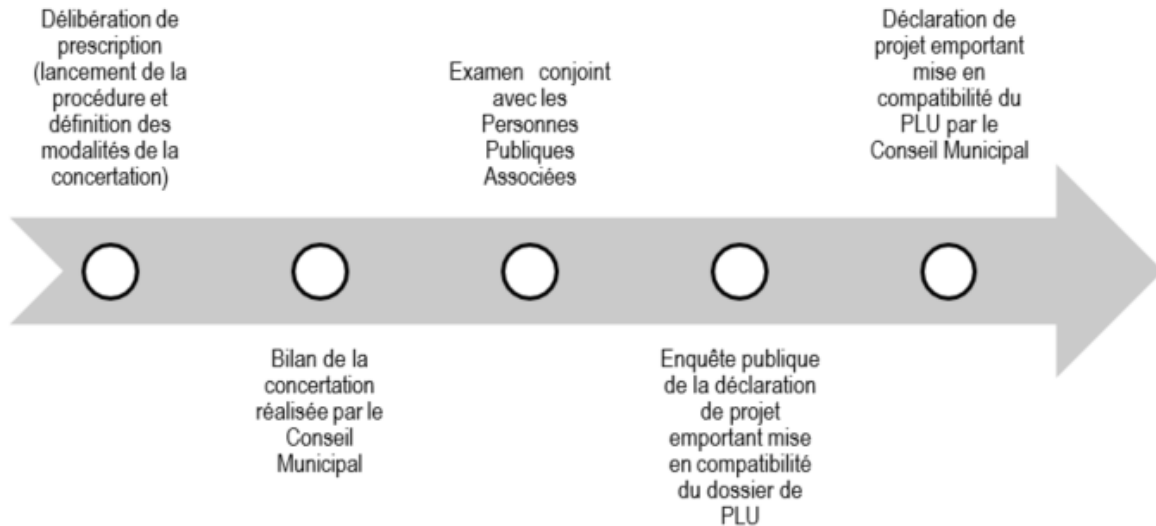 Délibération de
prescription
(lancement de la
procédure et
définition des
modalités de la
concertation)
Bilan de la
concertation
réalisée par le
Conseil
Municipal
Examen conjoint
avec les
Personnes
Publiques
Associées
Enquête publique
de la déclaration
de projet
emportant mise
en compatibilité
du dossier de
PLU
Déclaration de
projet emportant
mise en
compatibilité du
PLU par le
Conseil Municipal